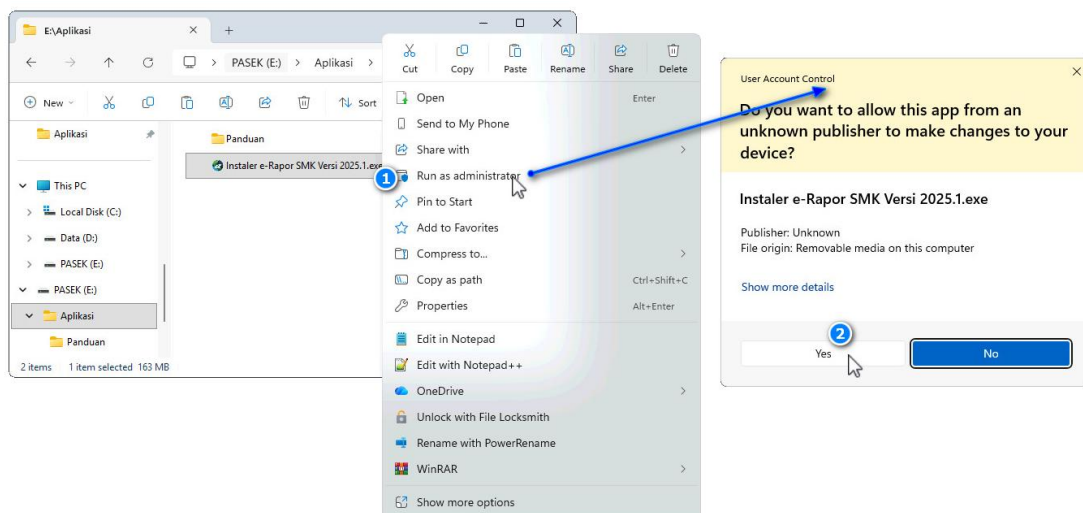 E:\Aplikasi
PASEK (E:) > Aplikasi >
New
Sort
Aplikasi
This PC
Local Disk (C:)
Data (D:)
PASEK (E:)
PASEK (E:)
Aplikasi
Panduan
Panduan
Instaler e-Rapor SMK Versi 2025.1.exe
2 items 1 item selected 163 MB
Cut Copy Paste Rename Share Delete
Open Enter
Send to My Phone
Share with
1
Run as administrator
Pin to Start
Add to Favorites
Compress to...
Copy as path Ctrl+Shift+C
Properties Alt+Enter
Edit in Notepad
Edit with Notepad++
OneDrive
Unlock with File Locksmith
Rename with PowerRename
WinRAR
Show more options
User Account Control
Do you want to allow this app from an
unknown publisher to make changes to your
device?
Instaler e-Rapor SMK Versi 2025.1.exe
Publisher: Unknown
File origin: Removable media on this computer
Show more details
2
Yes No